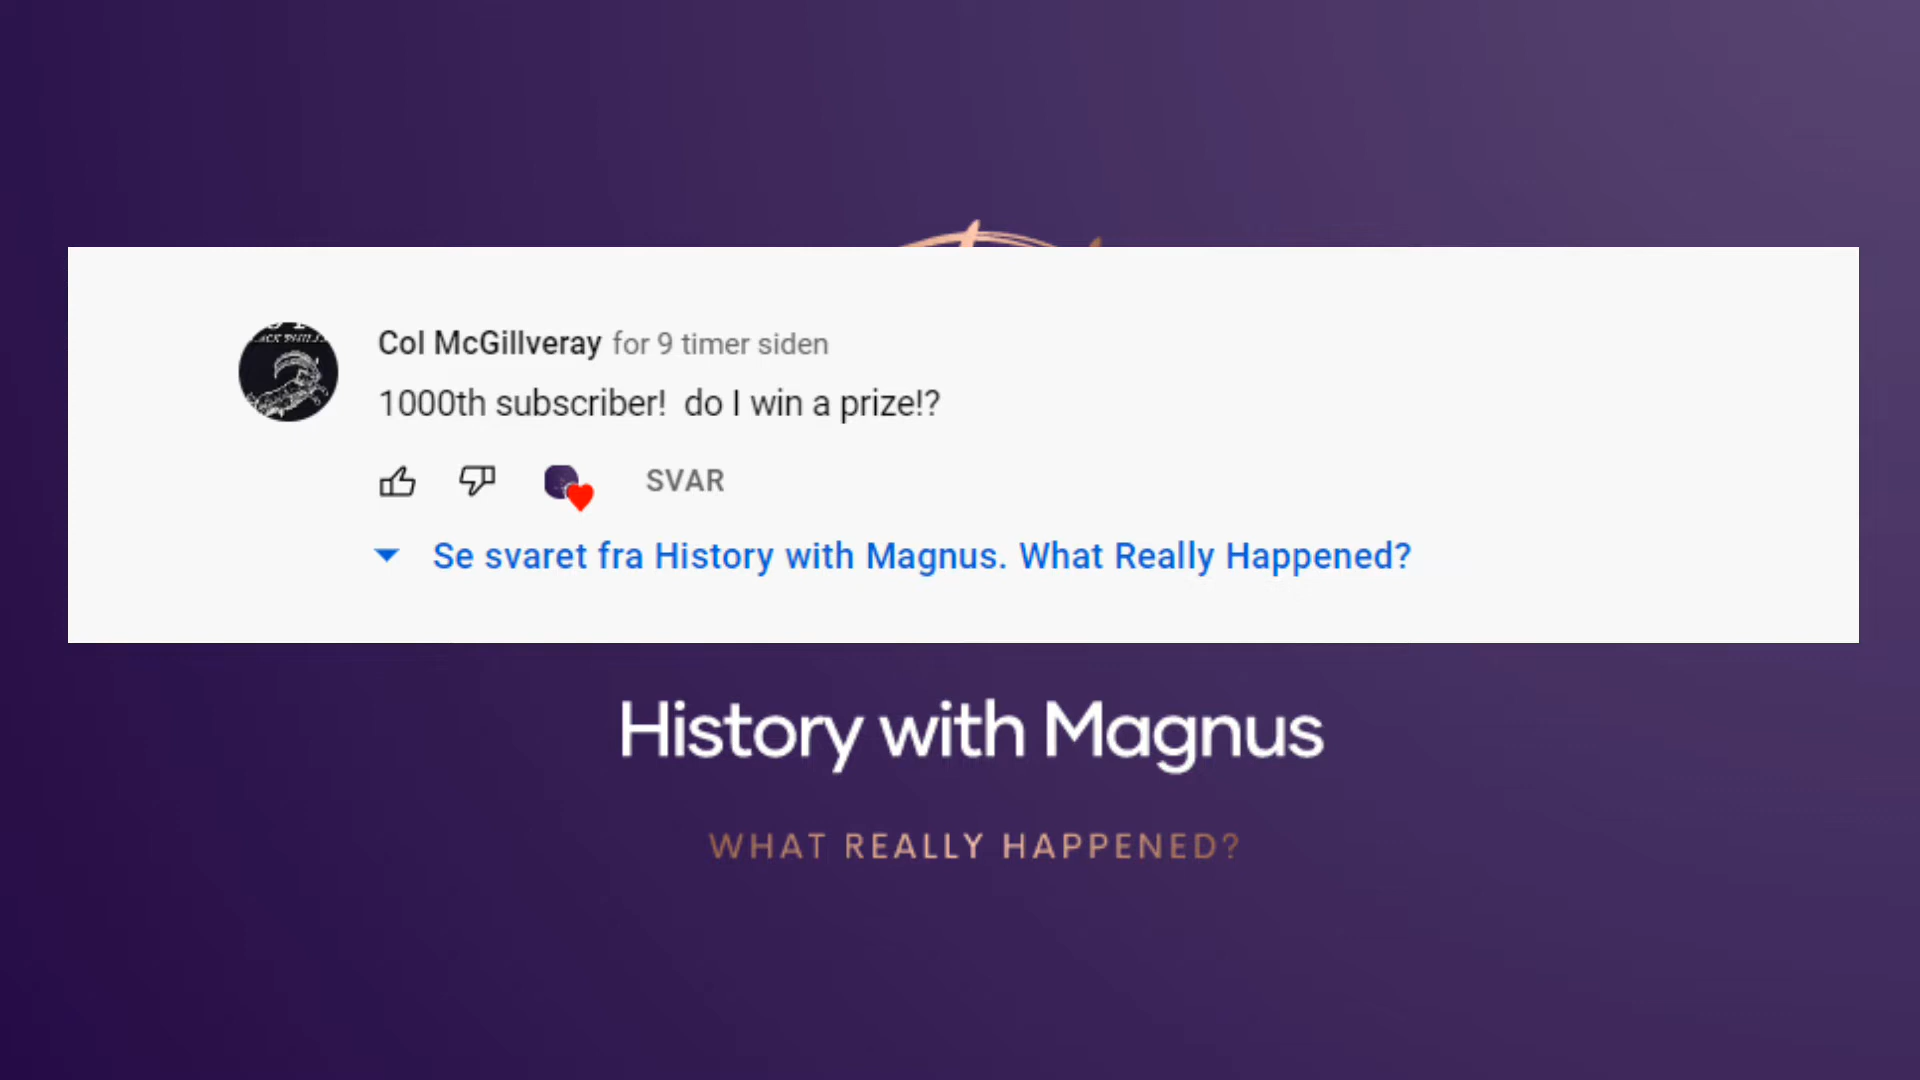 Col McGillveray for 9 timer siden
1000th subscriber!  do I win a prize!?
SVAR
Se svaret fra History with Magnus. What Really Happened?
History with Magnus
WHAT REALLY HAPPENED?